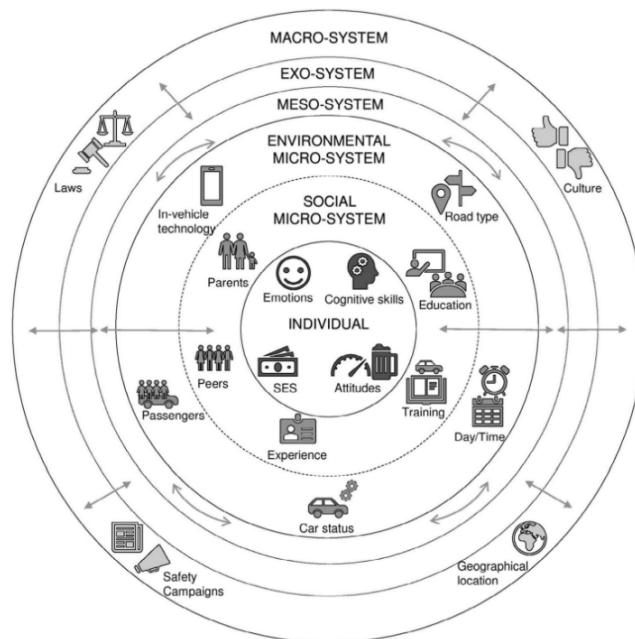 MACRO-SYSTEM
EXO-SYSTEM
MESO-SYSTEM
ENVIRONMENTAL
MICRO-SYSTEM
Laws
Culture
In-vehicle
technology
SOCIAL
MICRO-SYSTEM
Road type
Parents
Emotions
Cognitive skills
Education
INDIVIDUAL
Peers
SES
Attitudes
Passengers
Training
Day/Time
Experience
Car status
Safety
Campaigns
Geographical
location